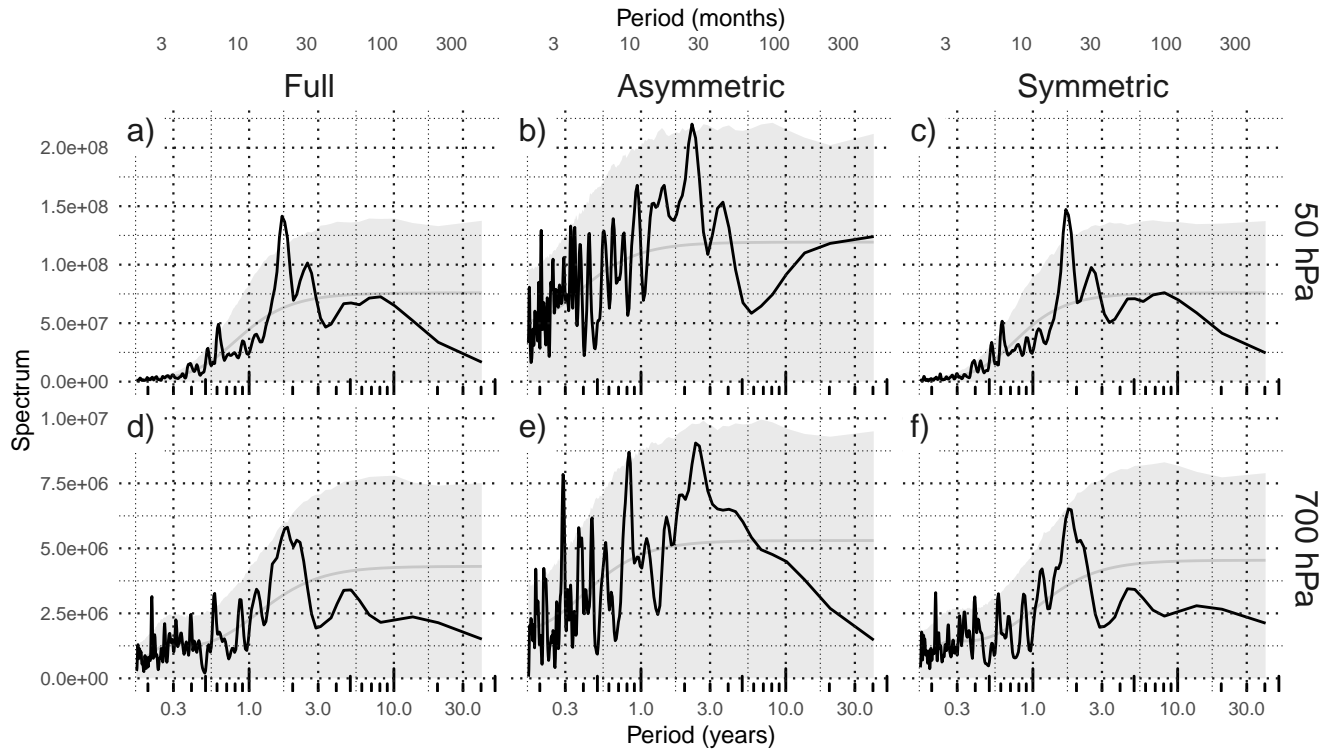 Period (months)
3 10 30 100 300 3 10 30 100 300 3 10 30 100 300
Full Asymmetric Symmetric
a) b) c)
2.0e+08
1.5e+08
1.0e+08
5.0e+07
0.0e+00
50 hPa
Spectrum
d) e) f)
1.0e+07
7.5e+06
5.0e+06
2.5e+06
0.0e+00
700 hPa
0.3 1.0 3.0 10.0 30.0 0.3 1.0 3.0 10.0 30.0 0.3 1.0 3.0 10.0 30.0
Period (years)